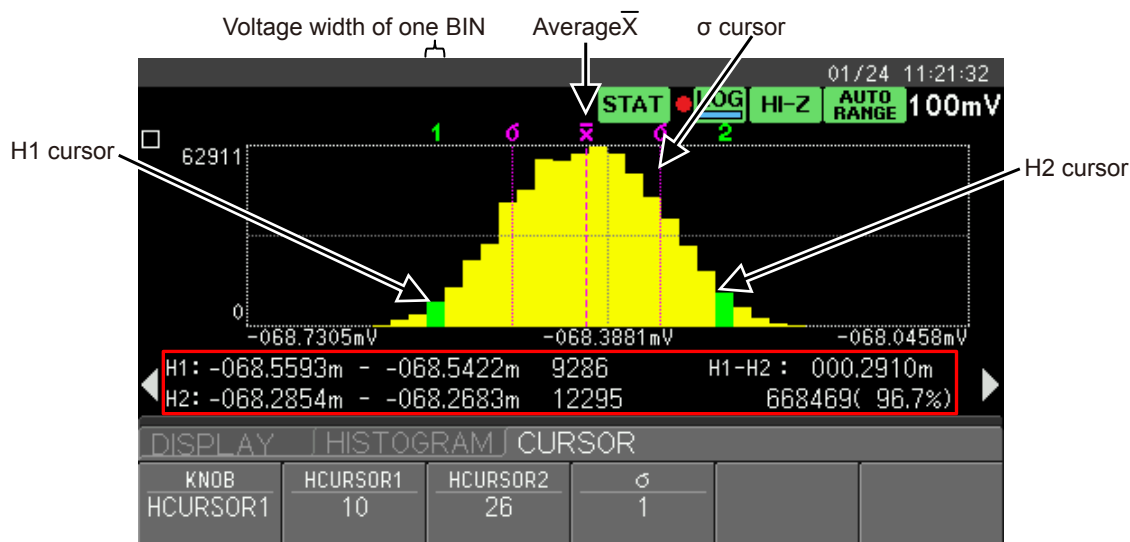 Voltage width of one BIN Average X̅ σ cursor
01/24 11:21:32
STAT LOG HI-Z AUTO RANGE 100mV
1 σ x̅ σ 2
H1 cursor
62911
H2 cursor
0
-068.7305mV -068.3881mV -068.0458mV
H1: -068.5593m - -068.5422m 9286 H1-H2 : 000.2910m
H2: -068.2854m - -068.2683m 12295 668469( 96.7%)
DISPLAY HISTOGRAM CURSOR
KNOB HCURSOR1 HCURSOR2 σ
HCURSOR1 10 26 1